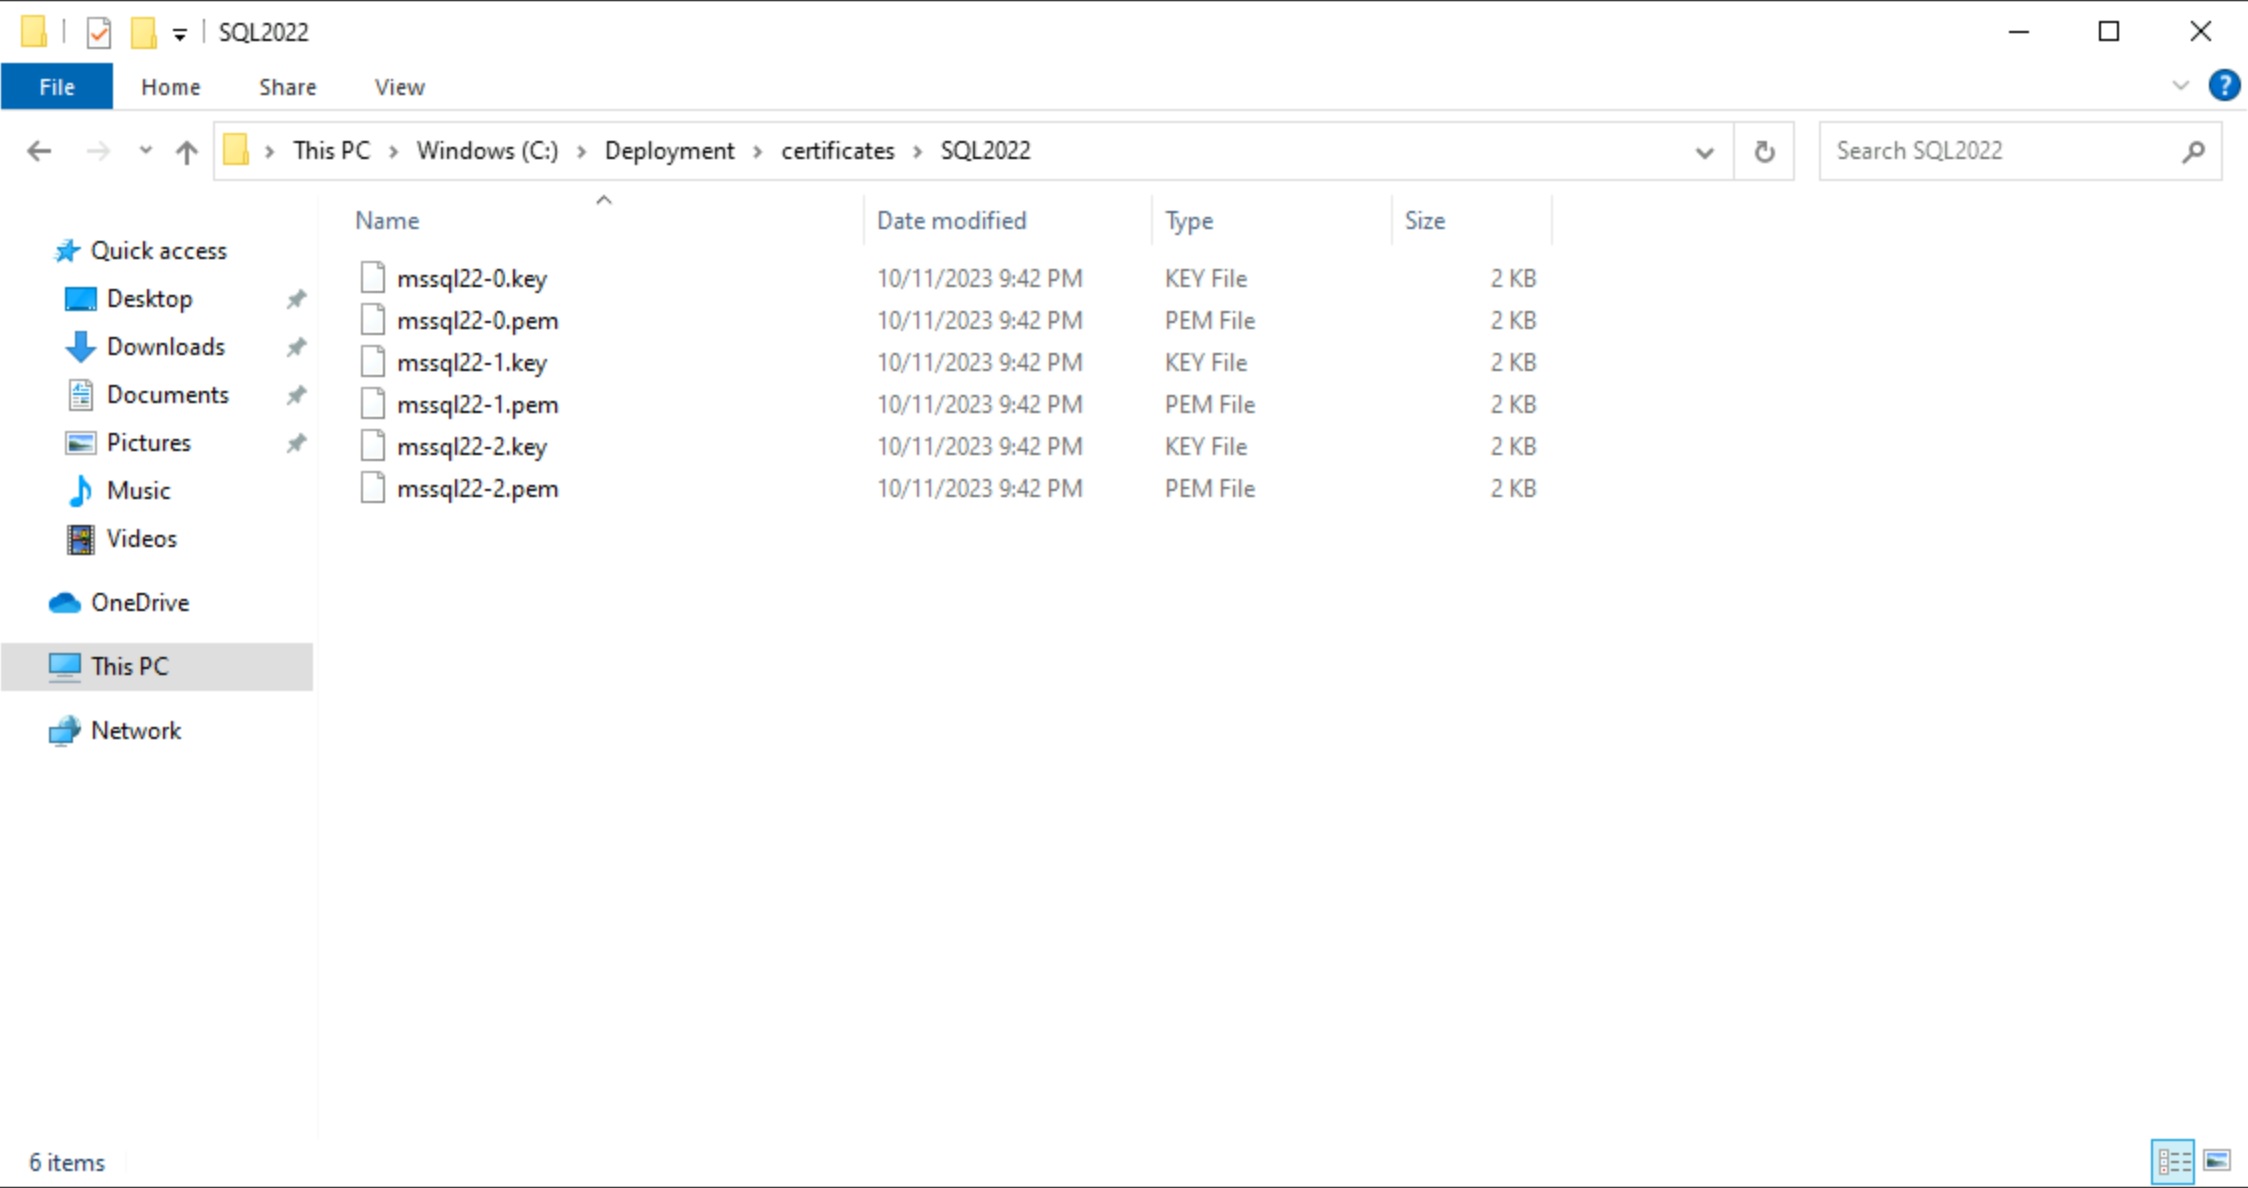 SQL2022
File Home Share View
This PC Windows (C:) Deployment certificates SQL2022 Search SQL2022
Name Date modified Type Size
Quick access
Desktop
Downloads
Documents
Pictures
Music
Videos
OneDrive
This PC
Network
mssql22-0.key 10/11/2023 9:42 PM KEY File 2 KB
mssql22-0.pem 10/11/2023 9:42 PM PEM File 2 KB
mssql22-1.key 10/11/2023 9:42 PM KEY File 2 KB
mssql22-1.pem 10/11/2023 9:42 PM PEM File 2 KB
mssql22-2.key 10/11/2023 9:42 PM KEY File 2 KB
mssql22-2.pem 10/11/2023 9:42 PM PEM File 2 KB
6 items